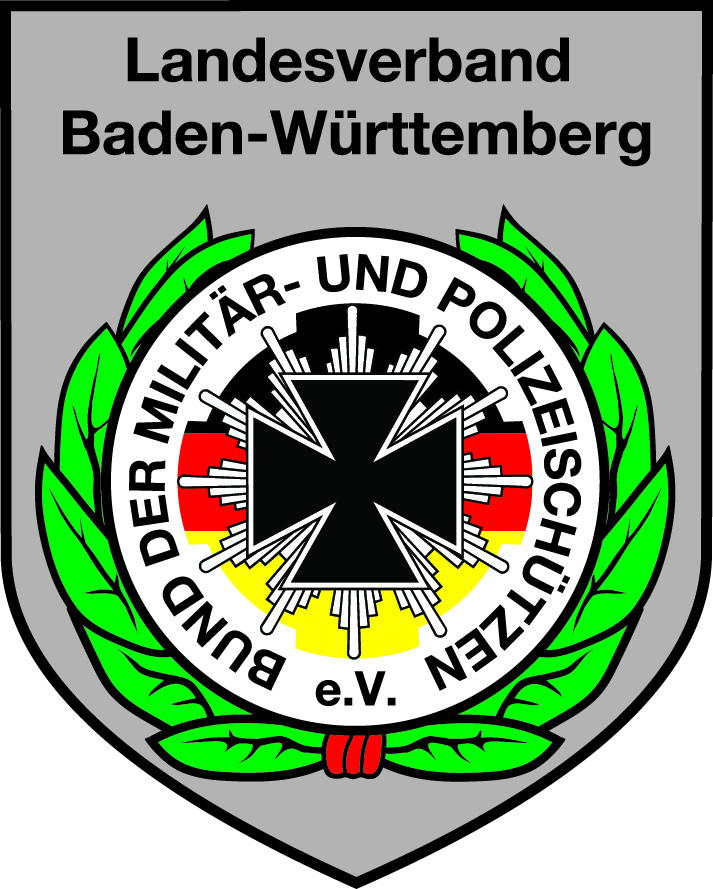 Landesverband
Baden-Württemberg
BUND DER MILITÄR- UND POLIZEISCHÜTZEN
e.V.